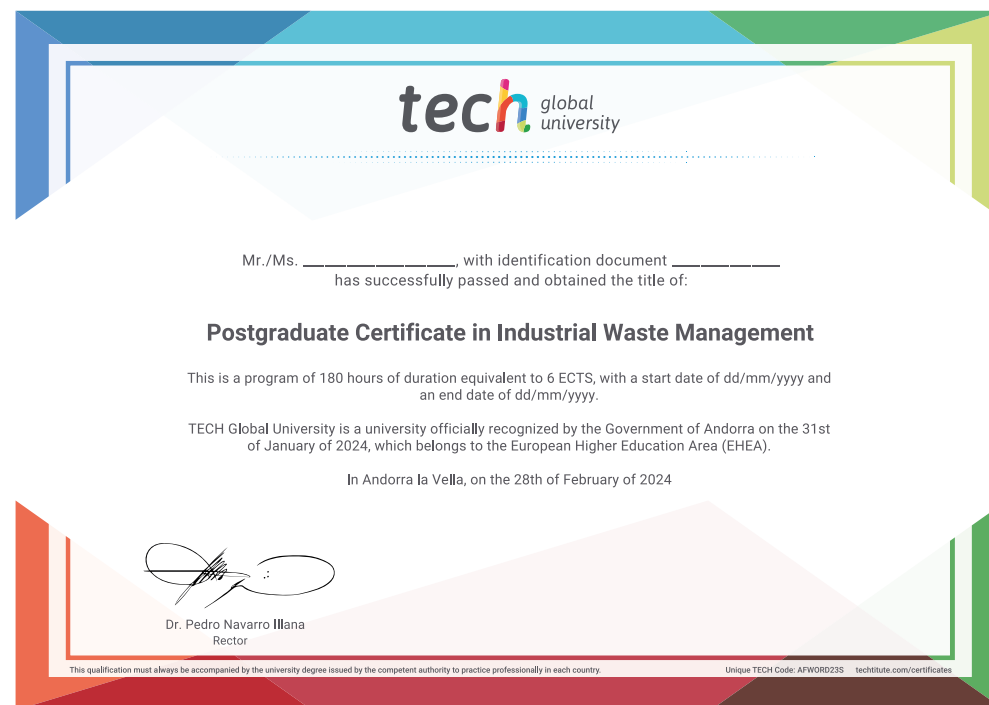 tech global university
Mr./Ms. ______________, with identification document __________
has successfully passed and obtained the title of:
Postgraduate Certificate in Industrial Waste Management
This is a program of 180 hours of duration equivalent to 6 ECTS, with a start date of dd/mm/yyyy and
an end date of dd/mm/yyyy.
TECH Global University is a university officially recognized by the Government of Andorra on the 31st
of January of 2024, which belongs to the European Higher Education Area (EHEA).
In Andorra la Vella, on the 28th of February of 2024
Dr. Pedro Navarro Illana
Rector
This qualification must always be accompanied by the university degree issued by the competent authority to practice professionally in each country. Unique TECH Code: AFWORD23S techtitute.com/certificates